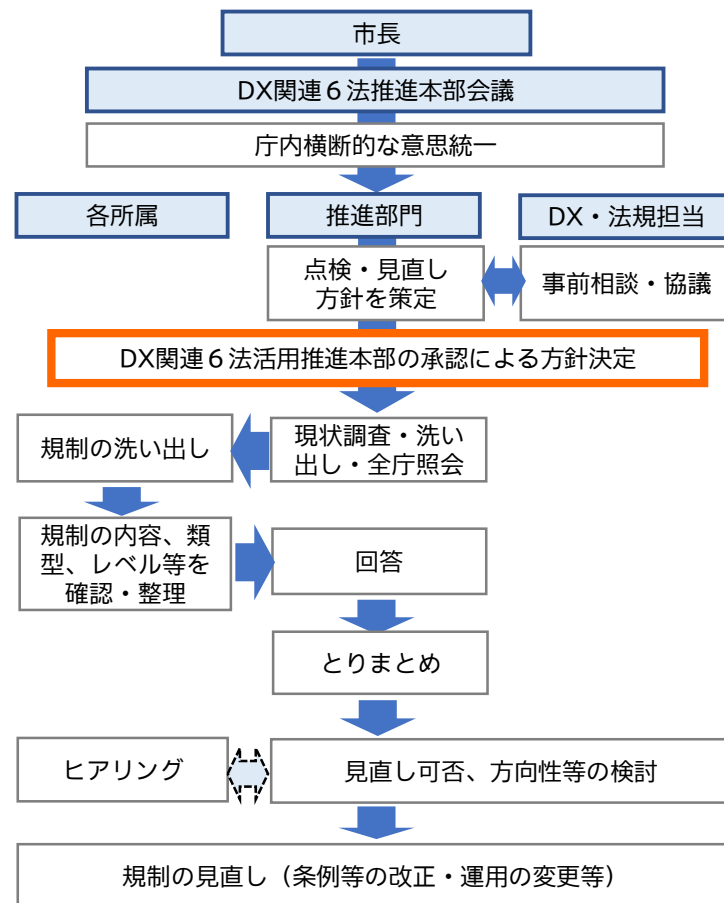 市長
DX関連６法推進本部会議
庁内横断的な意思統一
各所属
推進部門
DX・法規担当
点検・見直し
方針を策定
事前相談・協議
DX関連６法活用推進本部の承認による方針決定
規制の洗い出し
現状調査・洗い
出し・全庁照会
規制の内容、類
型、レベル等を
確認・整理
回答
とりまとめ
ヒアリング
見直し可否、方向性等の検討
規制の見直し（条例等の改正・運用の変更等）